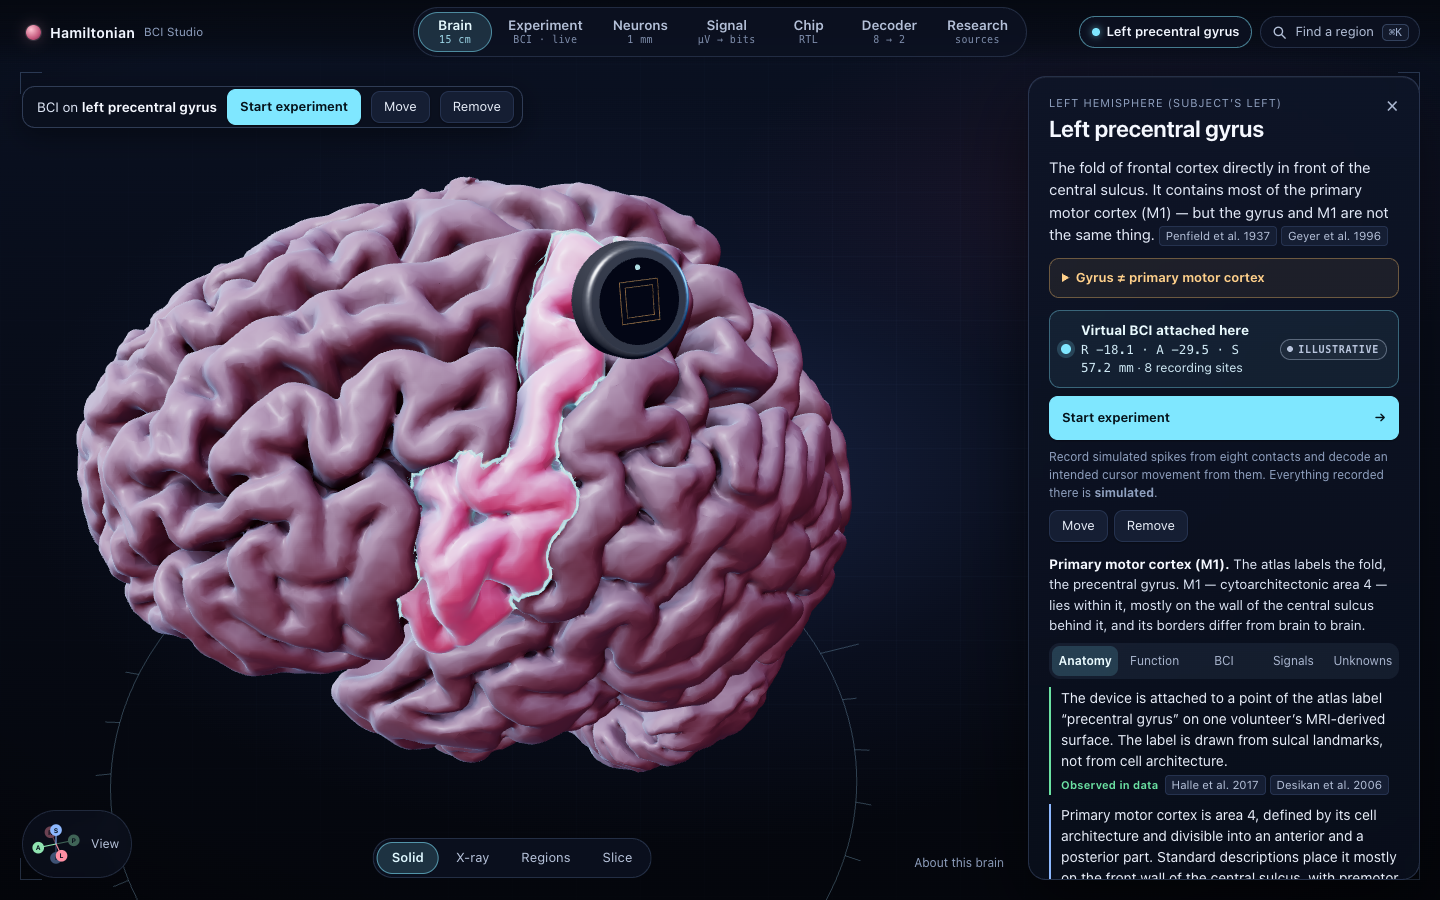 Hamiltonian BCI Studio
Brain
15 cm
Experiment
BCI · live
Neurons
1 mm
Signal
μV → bits
Chip
RTL
Decoder
8 → 2
Research
sources
Left precentral gyrus
Find a region ⌘K
BCI on left precentral gyrus Start experiment Move Remove
LEFT HEMISPHERE (SUBJECT'S LEFT)
Left precentral gyrus
The fold of frontal cortex directly in front of the
central sulcus. It contains most of the primary
motor cortex (M1) — but the gyrus and M1 are not
the same thing. Penfield et al. 1937 Geyer et al. 1996
Gyrus ≠ primary motor cortex
Virtual BCI attached here
R −18.1 · A −29.5 · S
57.2 mm · 8 recording sites
ILLUSTRATIVE
Start experiment →
Record simulated spikes from eight contacts and decode an
intended cursor movement from them. Everything recorded
there is simulated.
Move Remove
Primary motor cortex (M1). The atlas labels the fold,
the precentral gyrus. M1 — cytoarchitectonic area 4 —
lies within it, mostly on the wall of the central sulcus
behind it, and its borders differ from brain to brain.
Anatomy Function BCI Signals Unknowns
The device is attached to a point of the atlas label
"precentral gyrus" on one volunteer's MRI-derived
surface. The label is drawn from sulcal landmarks,
not from cell architecture.
Observed in data Halle et al. 2017 Desikan et al. 2006
Primary motor cortex is area 4, defined by its cell
architecture and divisible into an anterior and a
posterior part. Standard descriptions place it mostly
on the front wall of the central sulcus, with premotor
S
A
P
L
View
Solid X-ray Regions Slice
About this brain